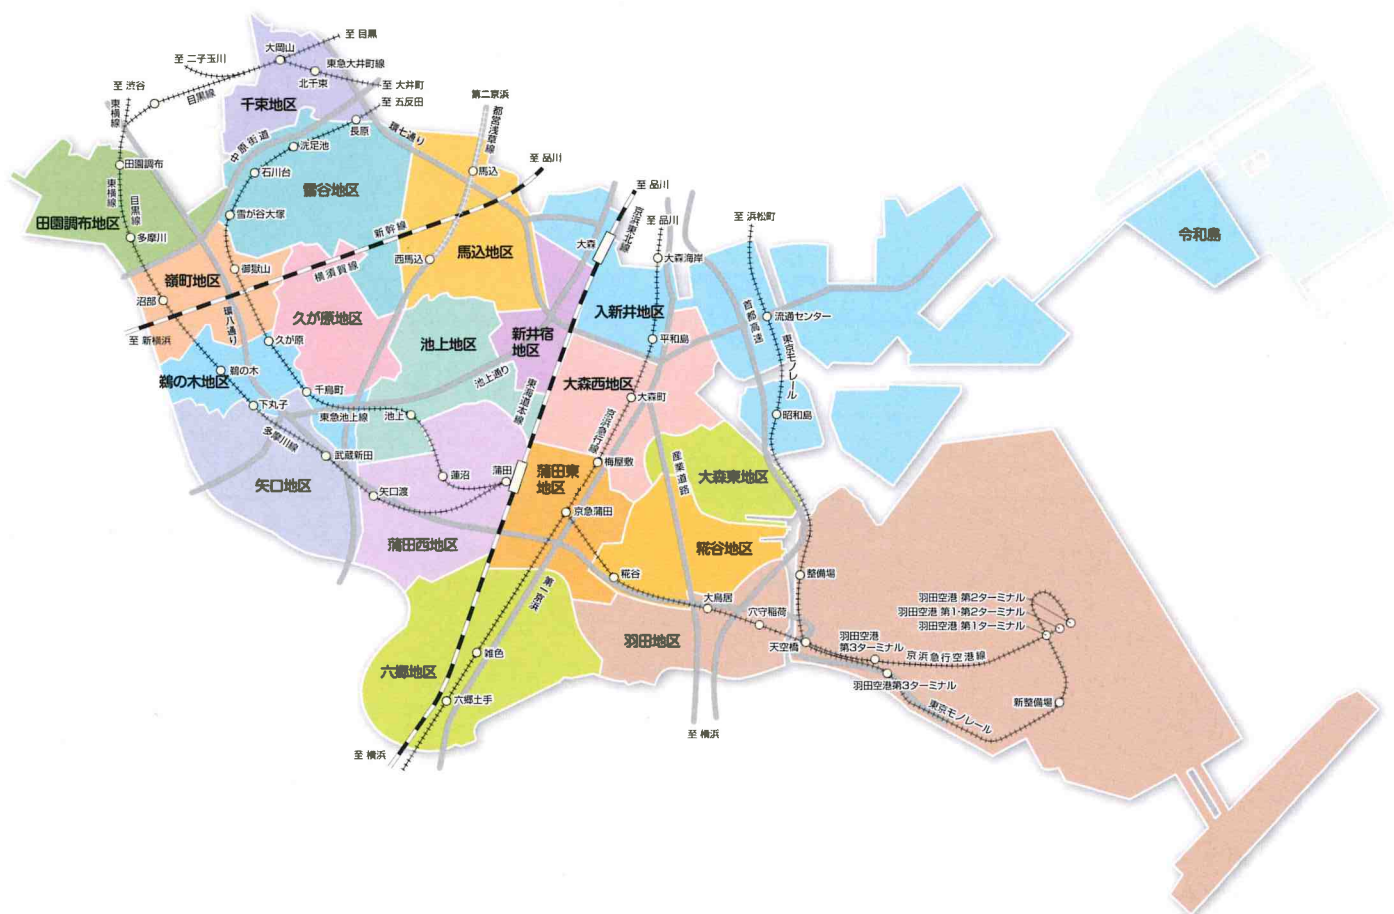 至 目黒
大岡山
至 二子玉川
東急大井町線
北千束
至 大井町
至 渋谷
目黒線
東横線
千束地区
至 五反田
第二京浜
長原
環七通り
都営浅草線
中原街道
洗足池
至 品川
田園調布
石川台
馬込
雪谷地区
東横線
目黒線
至 品川
田園調布地区
雪が谷大塚
新幹線
京浜東北線
至 品川
至 浜松町
多摩川
馬込地区
大森
令和島
西馬込
大森海岸
御嶽山
横須賀線
嶺町地区
沼部
久が原地区
入新井地区
首都高速
流通センター
環八通り
至 新横浜
久が原
池上地区
新井宿
地区
平和島
東京モノレール
鵜の木地区
鵜の木
池上通り
東海道本線
大森西地区
千鳥町
大森町
下丸子
東急池上線
池上
京浜急行線
昭和島
多摩川線
武蔵新田
産業道路
蓮沼
蒲田
蒲田東
地区
梅屋敷
大森東地区
矢口地区
矢口渡
京急蒲田
蒲田西地区
糀谷地区
糀谷
整備場
第一京浜
大鳥居
羽田空港 第2ターミナル
穴守稲荷
羽田空港 第1・第2ターミナル
羽田空港 第1ターミナル
羽田地区
天空橋
羽田空港
第3ターミナル
京浜急行空港線
雑色
六郷地区
羽田空港第3ターミナル
六郷土手
東京モノレール
新整備場
至 横浜
至 横浜